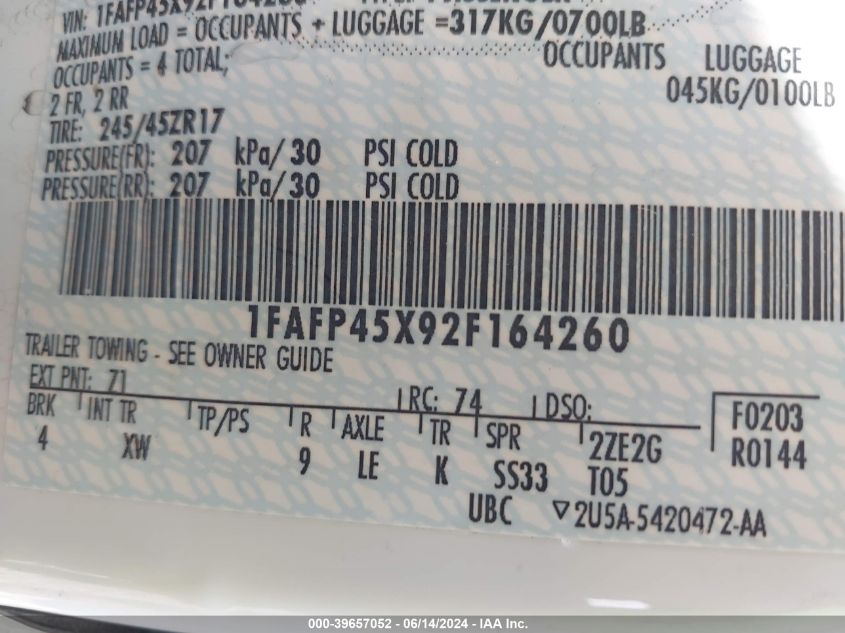 VIN: 1FAFP45X92F164260
MAXIMUM LOAD = OCCUPANTS + LUGGAGE =317KG/0700LB
OCCUPANTS = 4 TOTAL; OCCUPANTS LUGGAGE
2 FR, 2 RR 045KG/0100LB
TIRE: 245/45ZR17
PRESSURE(FR): 207 kPa/ 30 PSI COLD
PRESSURE(RR): 207 kPa/ 30 PSI COLD
1FAFP45X92F164260
TRAILER TOWING - SEE OWNER GUIDE
EXT PNT: 71 RC: 74 DSO:
BRK INT TR TP/PS R AXLE TR SPR 2ZE2G F0203
4 XW 9 LE K SS33 T05 R0144
UBC ▽2U5A-5420472-AA
000-39657052 - 06/14/2024 - IAA Inc.